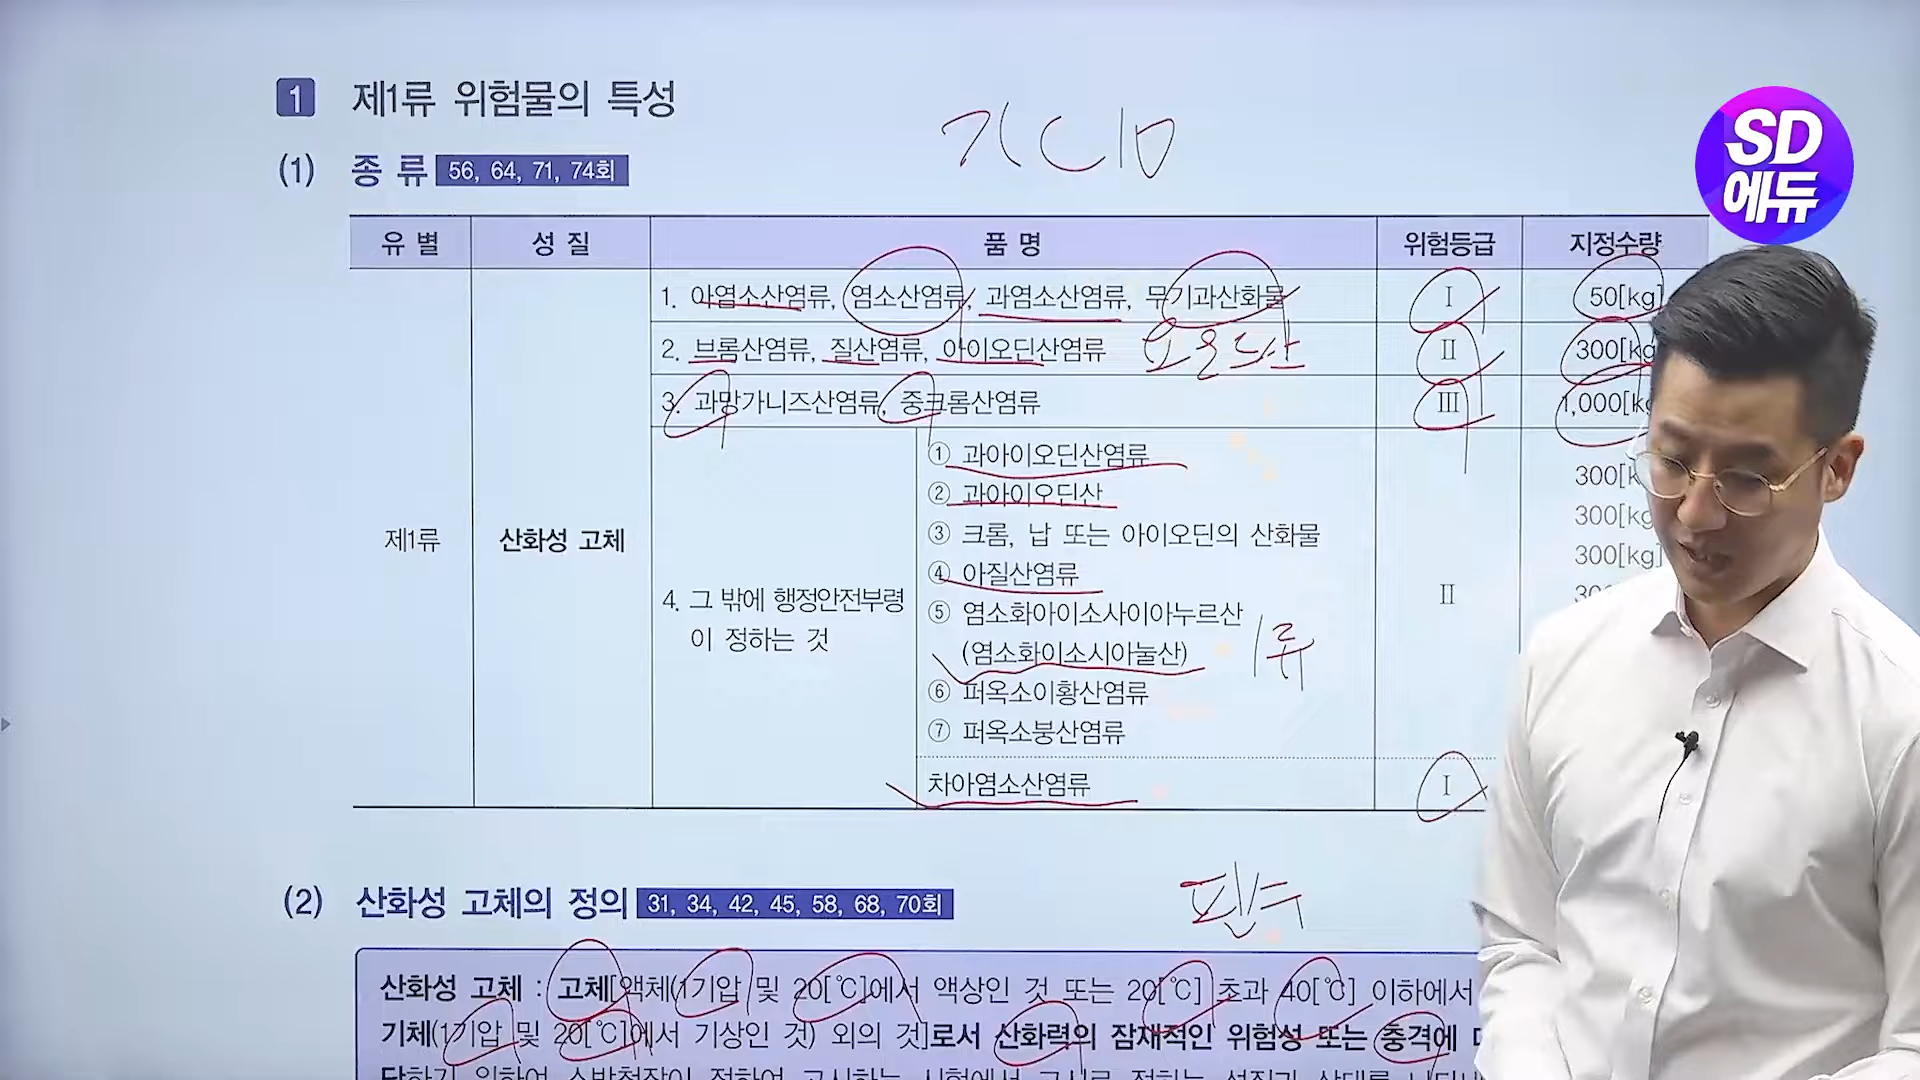 1 제1류 위험물의 특성
(1) 종 류 56, 64, 71, 74회
SD
에듀
유 별 성 질 품 명 위험등급 지정수량
1. 아염소산염류, 염소산염류, 과염소산염류, 무기과산화물 I 50[kg]
2. 브롬산염류, 질산염류, 아이오딘산염류 요오드산 II 300[kg
3. 과망가니즈산염류, 중크롬산염류 III 1,000[kg
제1류 산화성 고체
4. 그 밖에 행정안전부령
이 정하는 것
① 과아이오딘산염류 300[k
② 과아이오딘산 300[kg
③ 크롬, 납 또는 아이오딘의 산화물 300[kg]
④ 아질산염류 30
⑤ 염소화아이소사이아누르산 II
(염소화이소시아눌산) 1류
⑥ 퍼옥소이황산염류
⑦ 퍼옥소붕산염류
차아염소산염류 I
(2) 산화성 고체의 정의 31, 34, 42, 45, 58, 68, 70회
필수
산화성 고체 : 고체[액체(1기압 및 20[℃]에서 액상인 것 또는 20[℃] 초과 40[℃] 이하에서
기체(1기압 및 20[℃]에서 기상인 것) 외의 것]로서 산화력의 잠재적인 위험성 또는 충격에